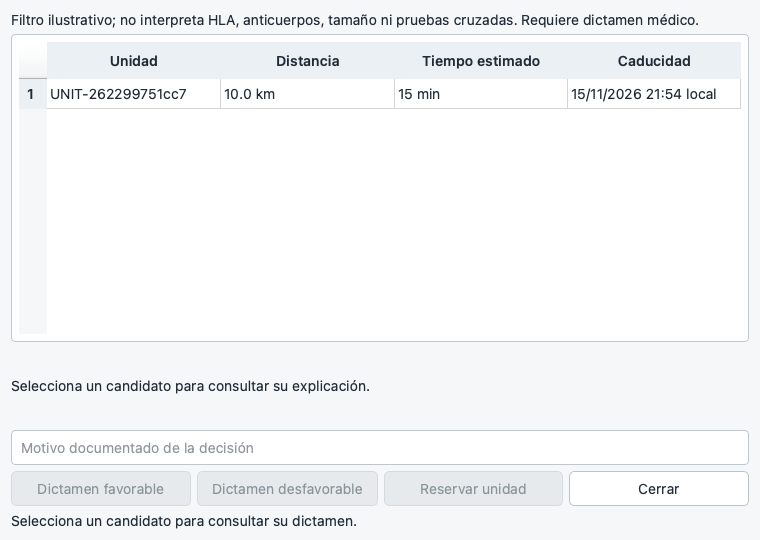 Filtro ilustrativo; no interpreta HLA, anticuerpos, tamaño ni pruebas cruzadas. Requiere dictamen médico.
Unidad Distancia Tiempo estimado Caducidad
1 UNIT-262299751cc7 10.0 km 15 min 15/11/2026 21:54 local
Selecciona un candidato para consultar su explicación.
Motivo documentado de la decisión
Dictamen favorable Dictamen desfavorable Reservar unidad Cerrar
Selecciona un candidato para consultar su dictamen.